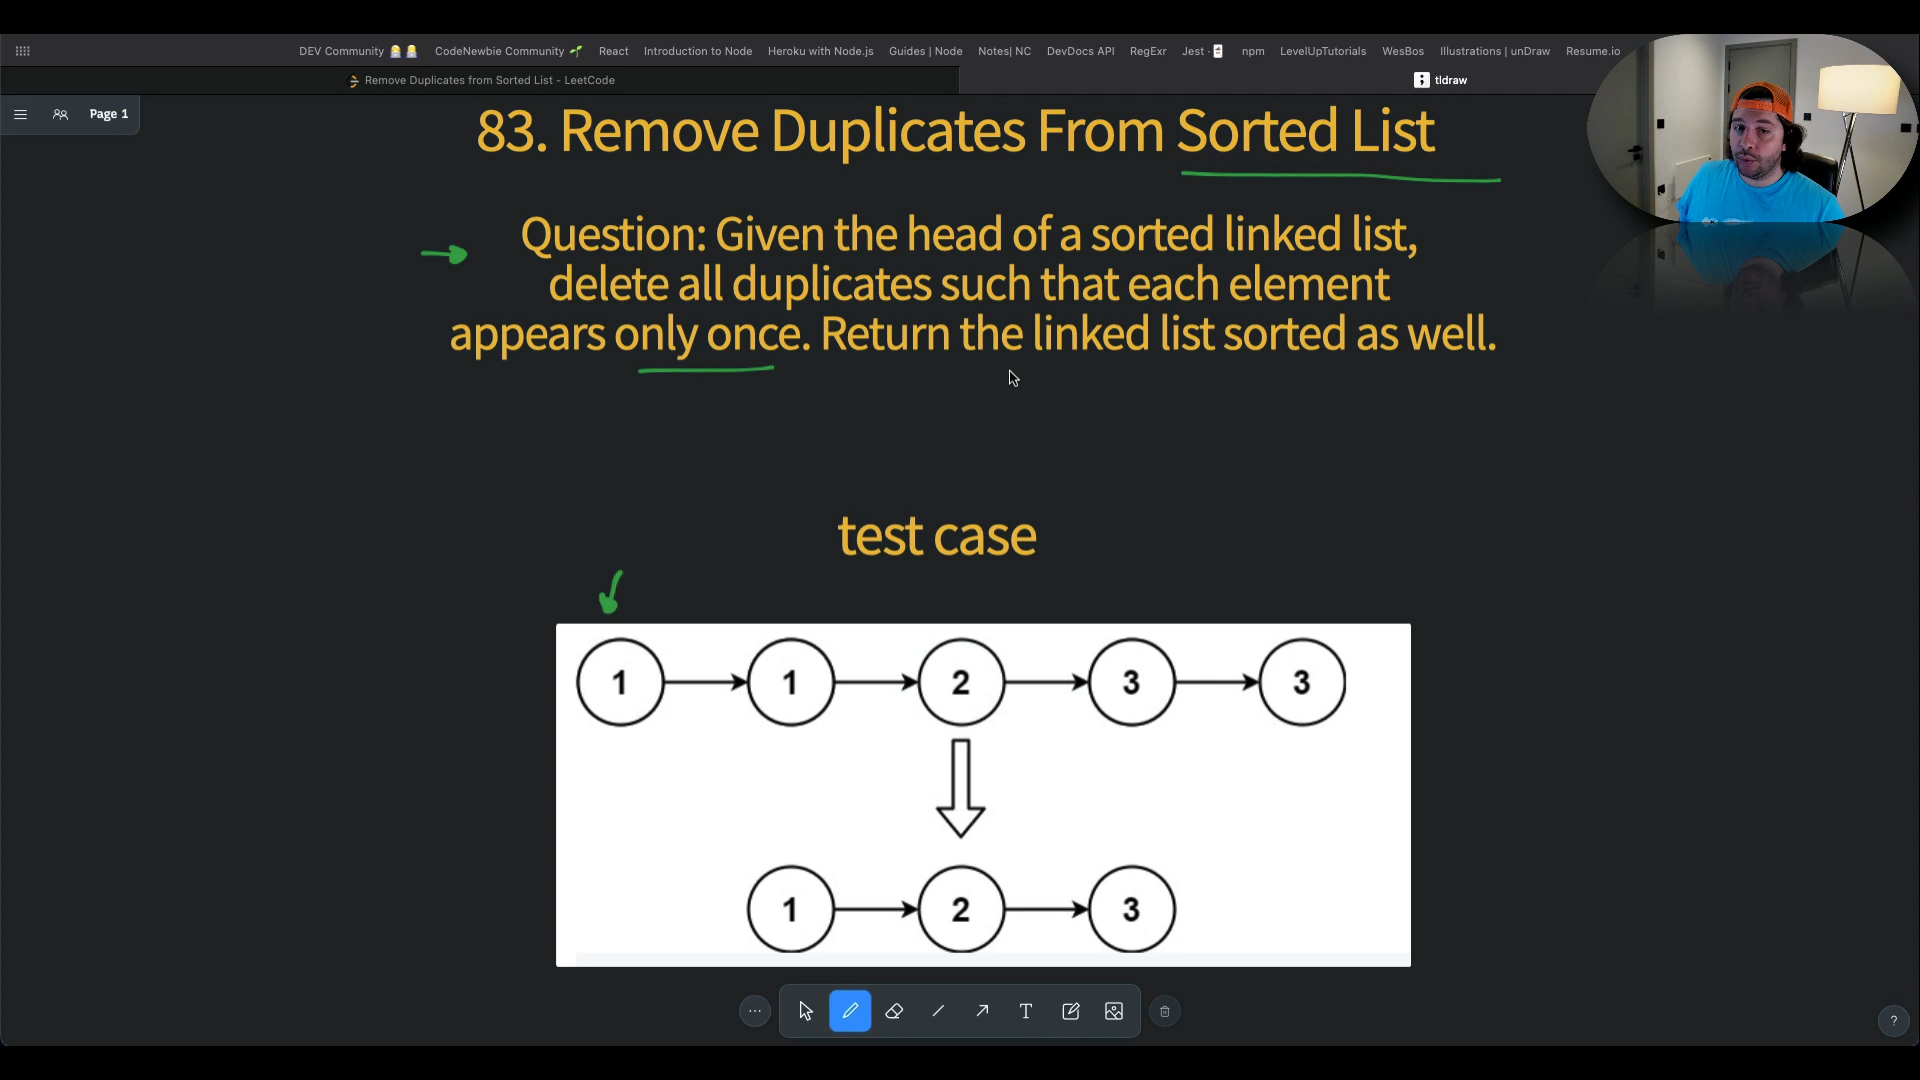 DEV Community
CodeNewbie Community
React
Introduction to Node
Heroku with Node.js
Guides | Node
Notes| NC
DevDocs API
RegExr
Jest ·
npm
LevelUpTutorials
WesBos
Illustrations | unDraw
Resume.io
Remove Duplicates from Sorted List - LeetCode
tldraw
Page 1
83. Remove Duplicates From Sorted List
Question: Given the head of a sorted linked list,
delete all duplicates such that each element
appears only once. Return the linked list sorted as well.
test case
1 1 2 3 3
1 2 3
T
?